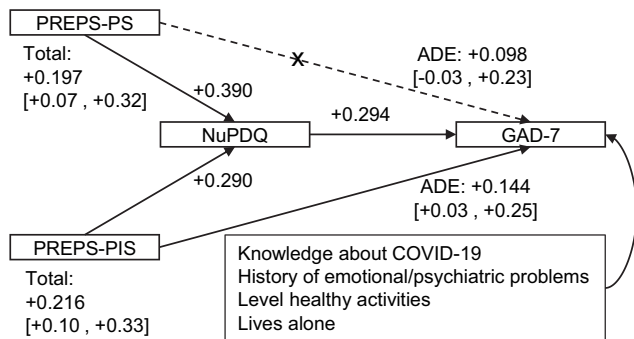 PREPS-PS
Total:
+0.197
[+0.07 , +0.32]
X
ADE: +0.098
[-0.03 , +0.23]
+0.390
+0.294
NuPDQ
GAD-7
+0.290
ADE: +0.144
[+0.03 , +0.25]
PREPS-PIS
Total:
+0.216
[+0.10 , +0.33]
Knowledge about COVID-19
History of emotional/psychiatric problems
Level healthy activities
Lives alone